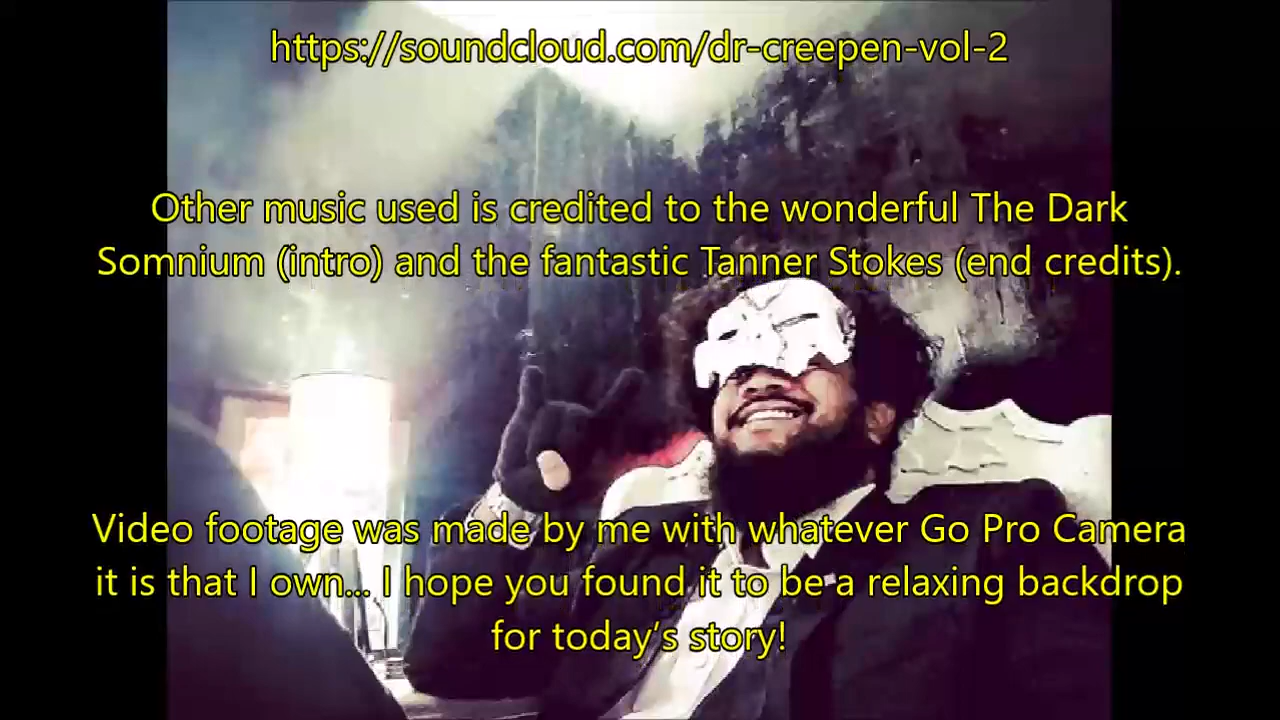 https://soundcloud.com/dr-creepen-vol-2
Other music used is credited to the wonderful The Dark
Somnium (intro) and the fantastic Tanner Stokes (end credits).
Video footage was made by me with whatever Go Pro Camera
it is that I own... I hope you found it to be a relaxing backdrop
for today's story!